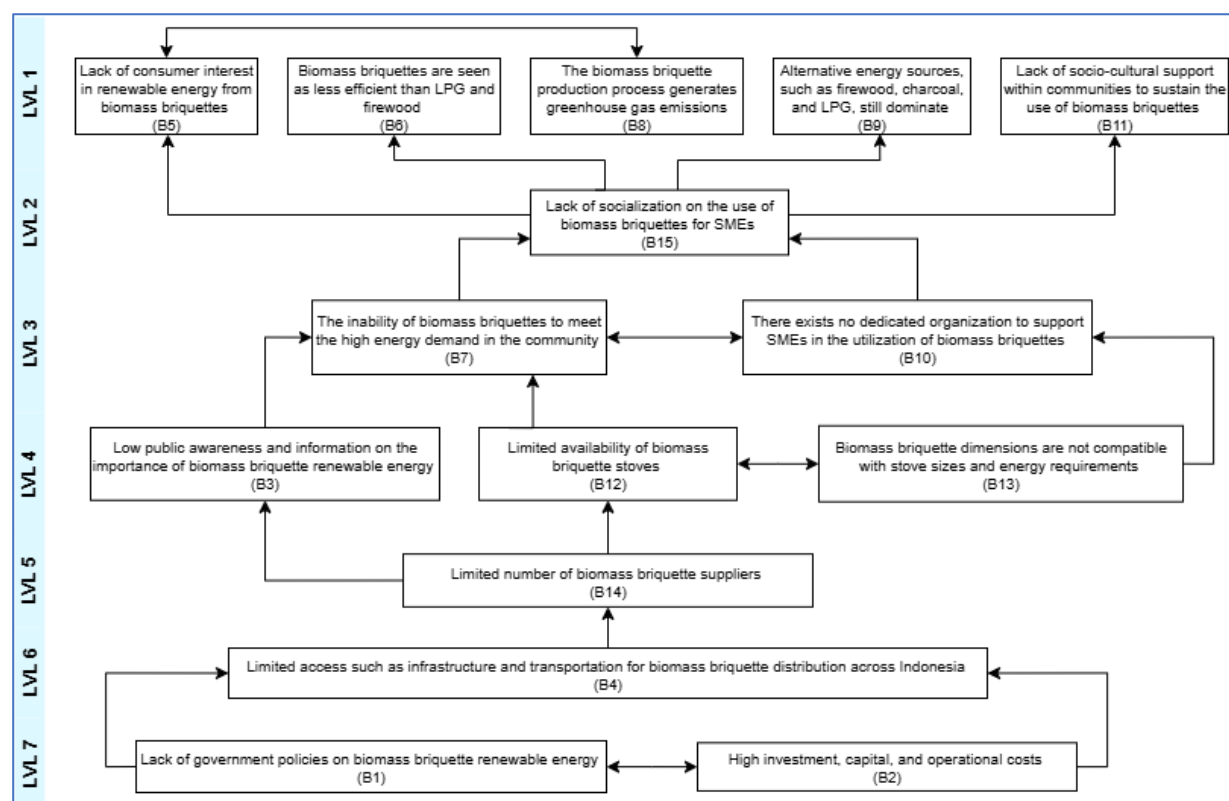 LVL 1
Lack of consumer interest
in renewable energy from
biomass briquettes
(B5)
Biomass briquettes are seen
as less efficient than LPG and
firewood
(B6)
The biomass briquette
production process generates
greenhouse gas emissions
(B8)
Alternative energy sources,
such as firewood, charcoal,
and LPG, still dominate
(B9)
Lack of socio-cultural support
within communities to sustain the
use of biomass briquettes
(B11)
LVL 2
Lack of socialization on the use of
biomass briquettes for SMEs
(B15)
LVL 3
The inability of biomass briquettes to meet
the high energy demand in the community
(B7)
There exists no dedicated organization to support
SMEs in the utilization of biomass briquettes
(B10)
LVL 4
Low public awareness and information on the
importance of biomass briquette renewable energy
(B3)
Limited availability of biomass
briquette stoves
(B12)
Biomass briquette dimensions are not compatible
with stove sizes and energy requirements
(B13)
LVL 5
Limited number of biomass briquette suppliers
(B14)
LVL 6
Limited access such as infrastructure and transportation for biomass briquette distribution across Indonesia
(B4)
LVL 7
Lack of government policies on biomass briquette renewable energy
(B1)
High investment, capital, and operational costs
(B2)